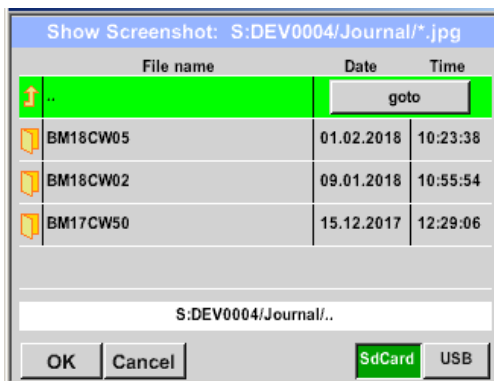 Show Screenshot: S:DEV0004/Journal/*.jpg
File name Date Time
.. goto
BM18CW05 01.02.2018 10:23:38
BM18CW02 09.01.2018 10:55:54
BM17CW50 15.12.2017 12:29:06
S:DEV0004/Journal/..
OK Cancel SdCard USB